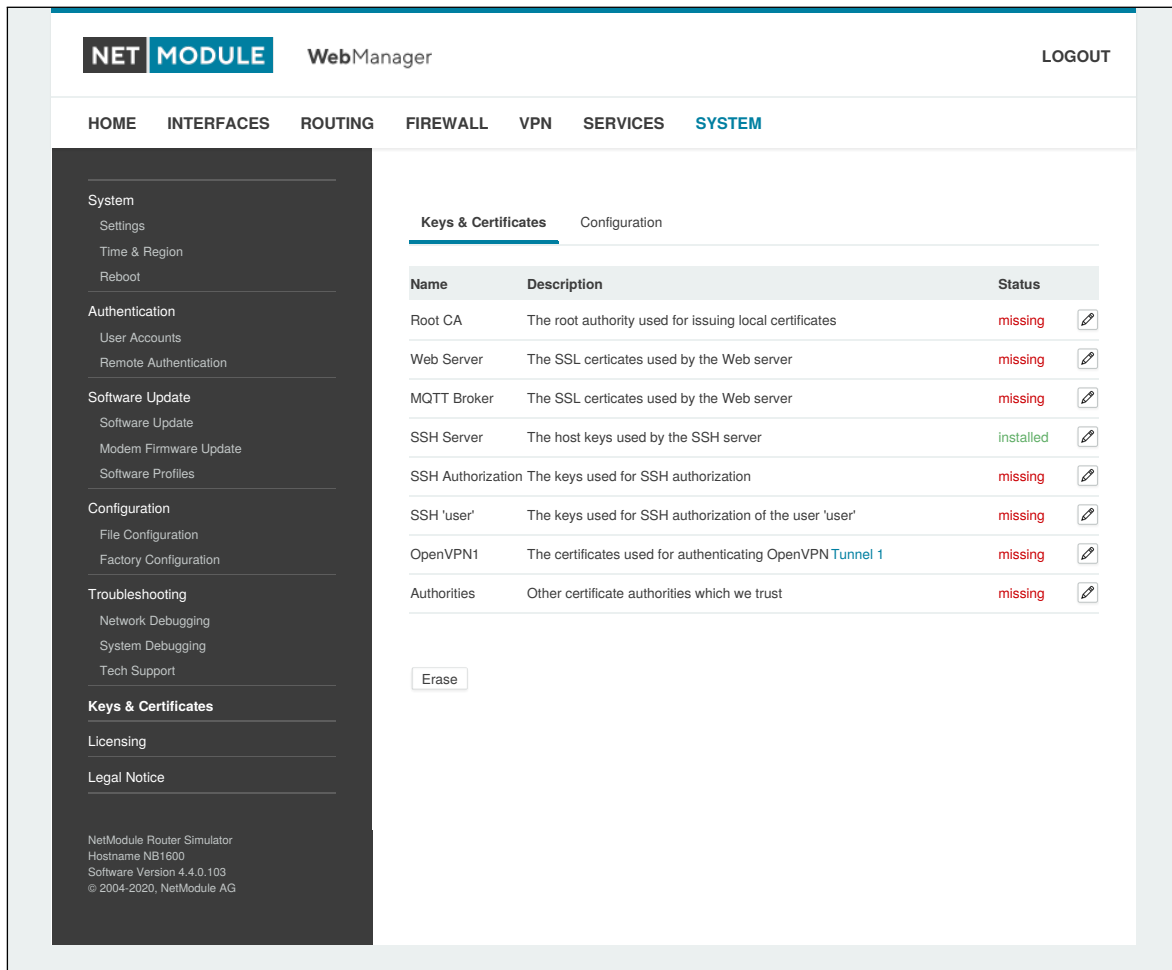 NET MODULE WebManager LOGOUT
HOME INTERFACES ROUTING FIREWALL VPN SERVICES SYSTEM
System
Settings
Time & Region
Reboot
Authentication
User Accounts
Remote Authentication
Software Update
Software Update
Modem Firmware Update
Software Profiles
Configuration
File Configuration
Factory Configuration
Troubleshooting
Network Debugging
System Debugging
Tech Support
Keys & Certificates
Licensing
Legal Notice
NetModule Router Simulator
Hostname NB1600
Software Version 4.4.0.103
© 2004-2020, NetModule AG
Keys & Certificates Configuration
Name Description Status
Root CA The root authority used for issuing local certificates missing
Web Server The SSL certicates used by the Web server missing
MQTT Broker The SSL certicates used by the Web server missing
SSH Server The host keys used by the SSH server installed
SSH Authorization The keys used for SSH authorization missing
SSH 'user' The keys used for SSH authorization of the user 'user' missing
OpenVPN1 The certificates used for authenticating OpenVPN Tunnel 1 missing
Authorities Other certificate authorities which we trust missing
Erase